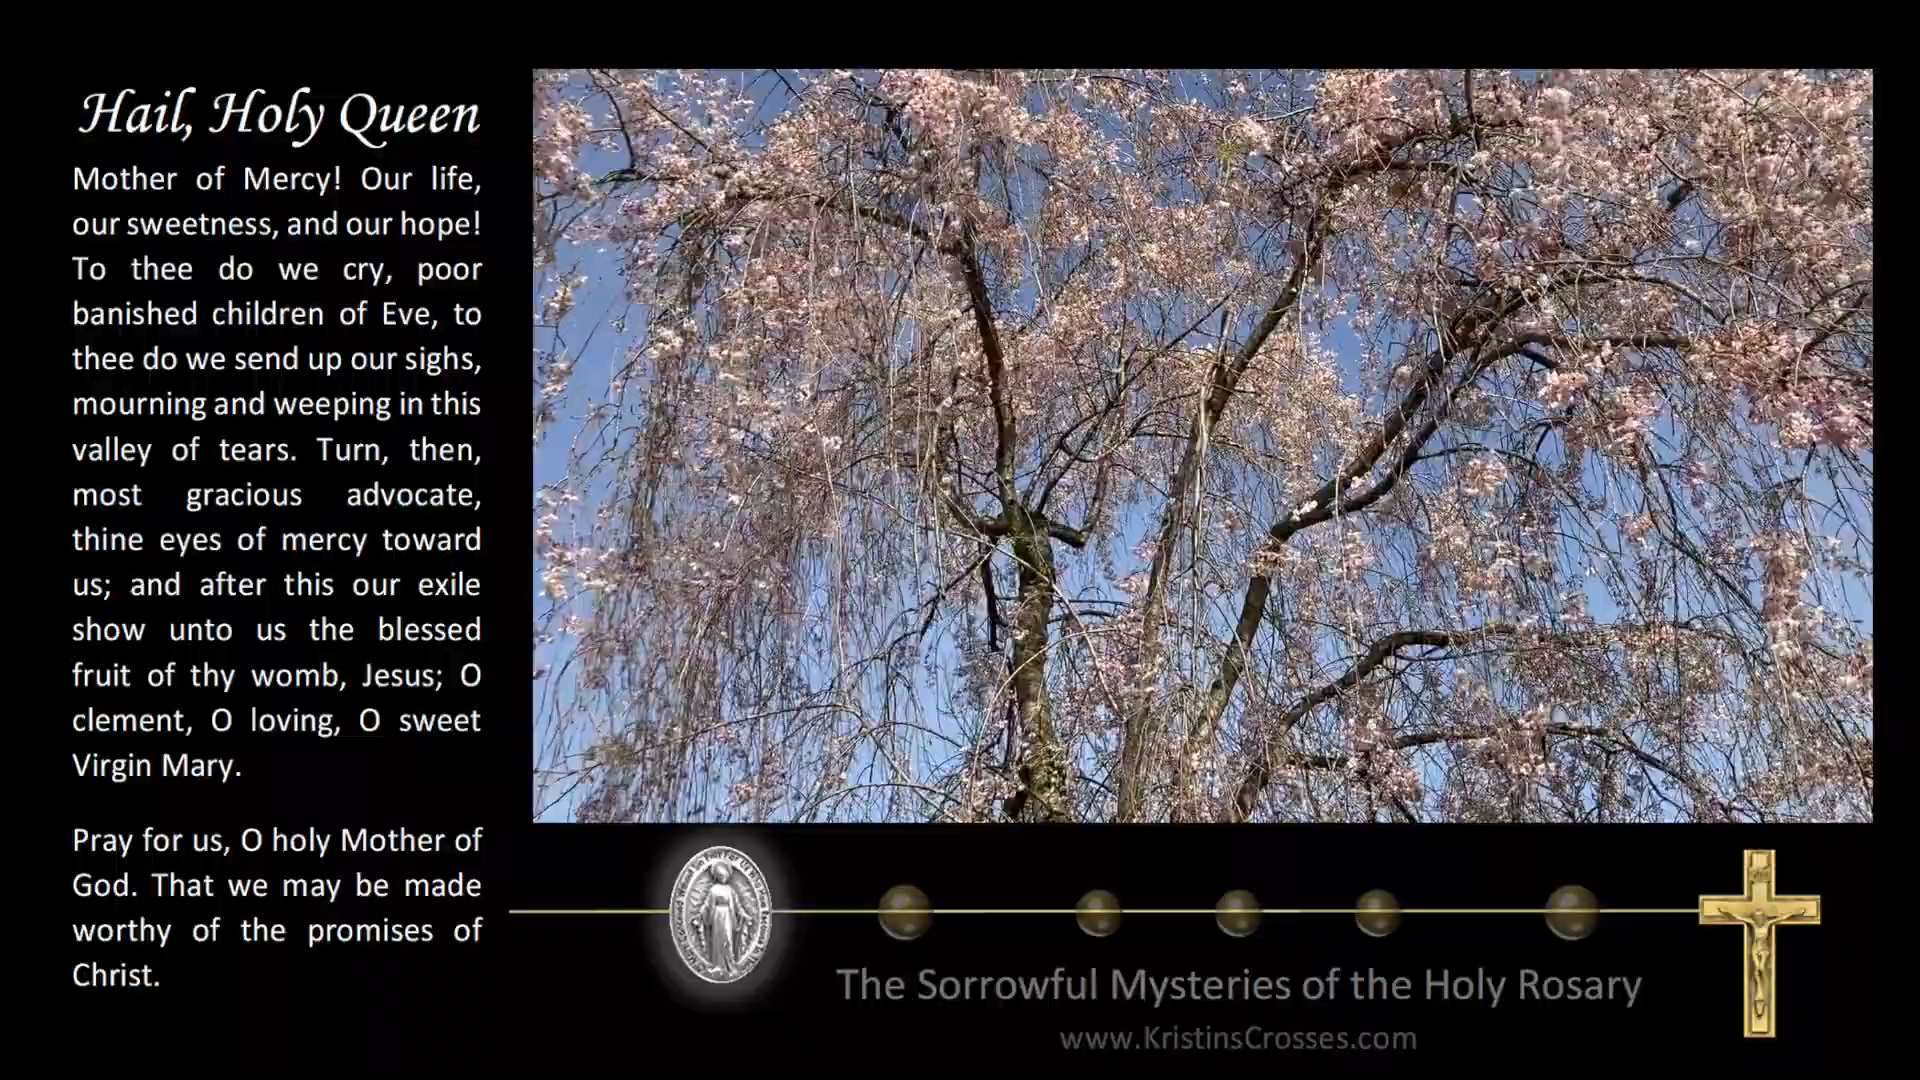 Hail, Holy Queen
Mother of Mercy! Our life,
our sweetness, and our hope!
To thee do we cry, poor
banished children of Eve, to
thee do we send up our sighs,
mourning and weeping in this
valley of tears. Turn, then,
most gracious advocate,
thine eyes of mercy toward
us; and after this our exile
show unto us the blessed
fruit of thy womb, Jesus; O
clement, O loving, O sweet
Virgin Mary.
Pray for us, O holy Mother of
God. That we may be made
worthy of the promises of
Christ.
The Sorrowful Mysteries of the Holy Rosary
www.KristinsCrosses.com